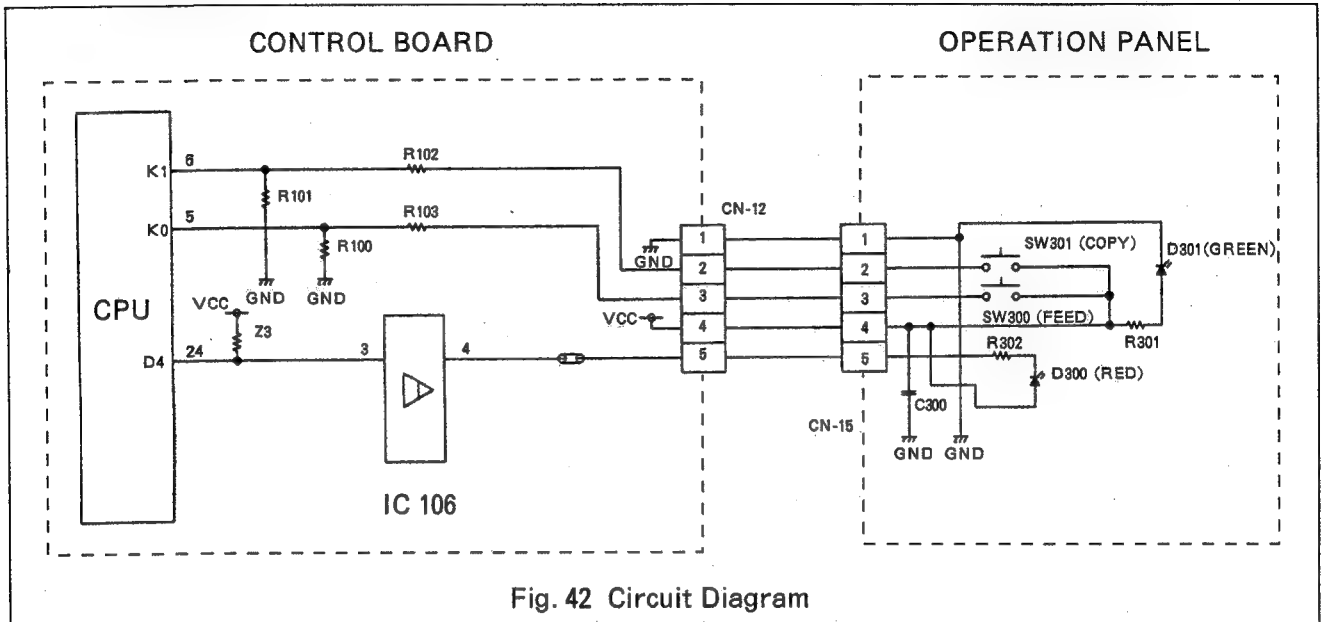 CONTROL BOARD
OPERATION PANEL
K1
6
R102
R101
CN-12
K0
5
R103
R100
1
1
SW301 (COPY)
D301(GREEN)
GND
2
2
GND
GND
3
3
SW300 (FEED)
CPU
VCC
VCC
4
4
Z3
R301
D4
24
3
4
5
5
R302
D300 (RED)
C300
CN-15
GND
GND
IC 106
Fig. 42 Circuit Diagram